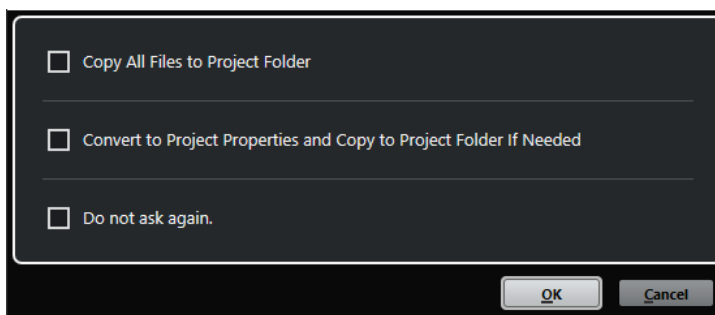 Copy All Files to Project Folder
Convert to Project Properties and Copy to Project Folder If Needed
Do not ask again.
OK
Cancel